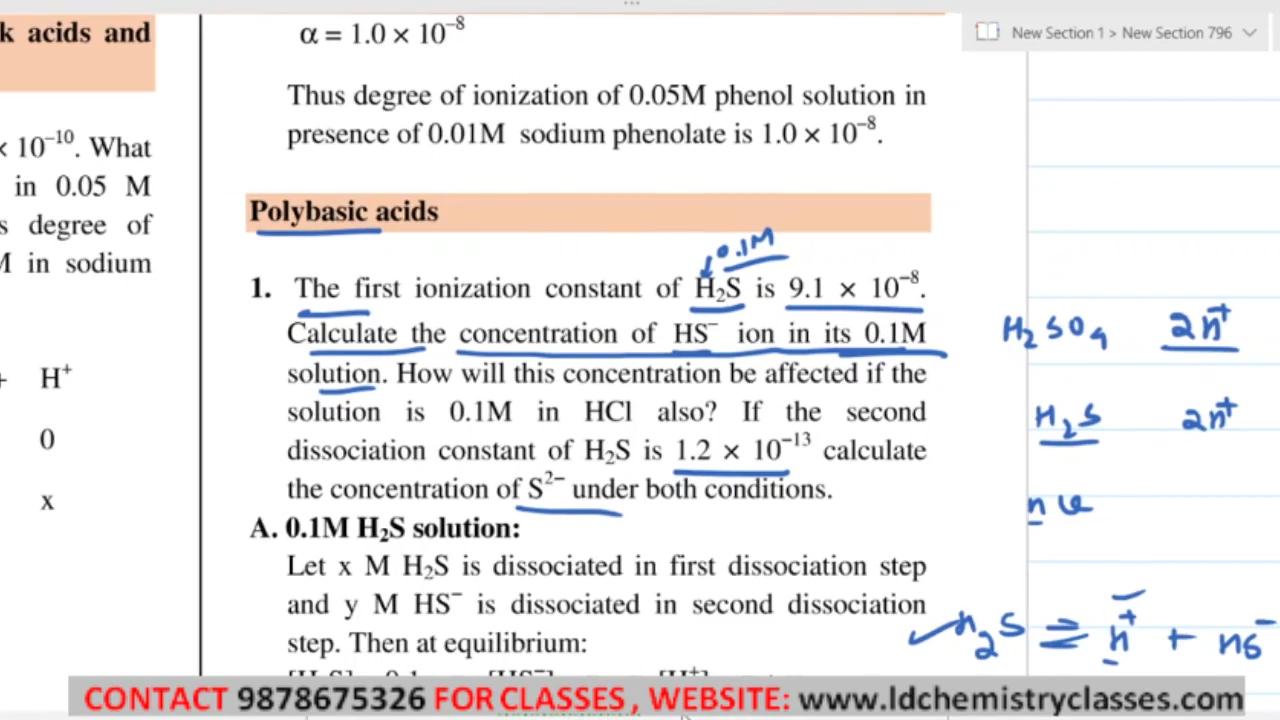 k acids and
× 10⁻¹⁰. What
in 0.05 M
s degree of
M in sodium
+ H⁺
0
x
α = 1.0 × 10⁻⁸
Thus degree of ionization of 0.05M phenol solution in
presence of 0.01M sodium phenolate is 1.0 × 10⁻⁸.
Polybasic acids
0.1M
1. The first ionization constant of H₂S is 9.1 × 10⁻⁸.
Calculate the concentration of HS⁻ ion in its 0.1M
solution. How will this concentration be affected if the
solution is 0.1M in HCl also? If the second
dissociation constant of H₂S is 1.2 × 10⁻¹³ calculate
the concentration of S²⁻ under both conditions.
A. 0.1M H₂S solution:
Let x M H₂S is dissociated in first dissociation step
and y M HS⁻ is dissociated in second dissociation
step. Then at equilibrium:
New Section 1 > New Section 796
H₂SO₄ 2H⁺
H₂S 2H⁺
H₂S ⇌ H⁺ + HS⁻
CONTACT 9878675326 FOR CLASSES , WEBSITE: www.ldchemistryclasses.com